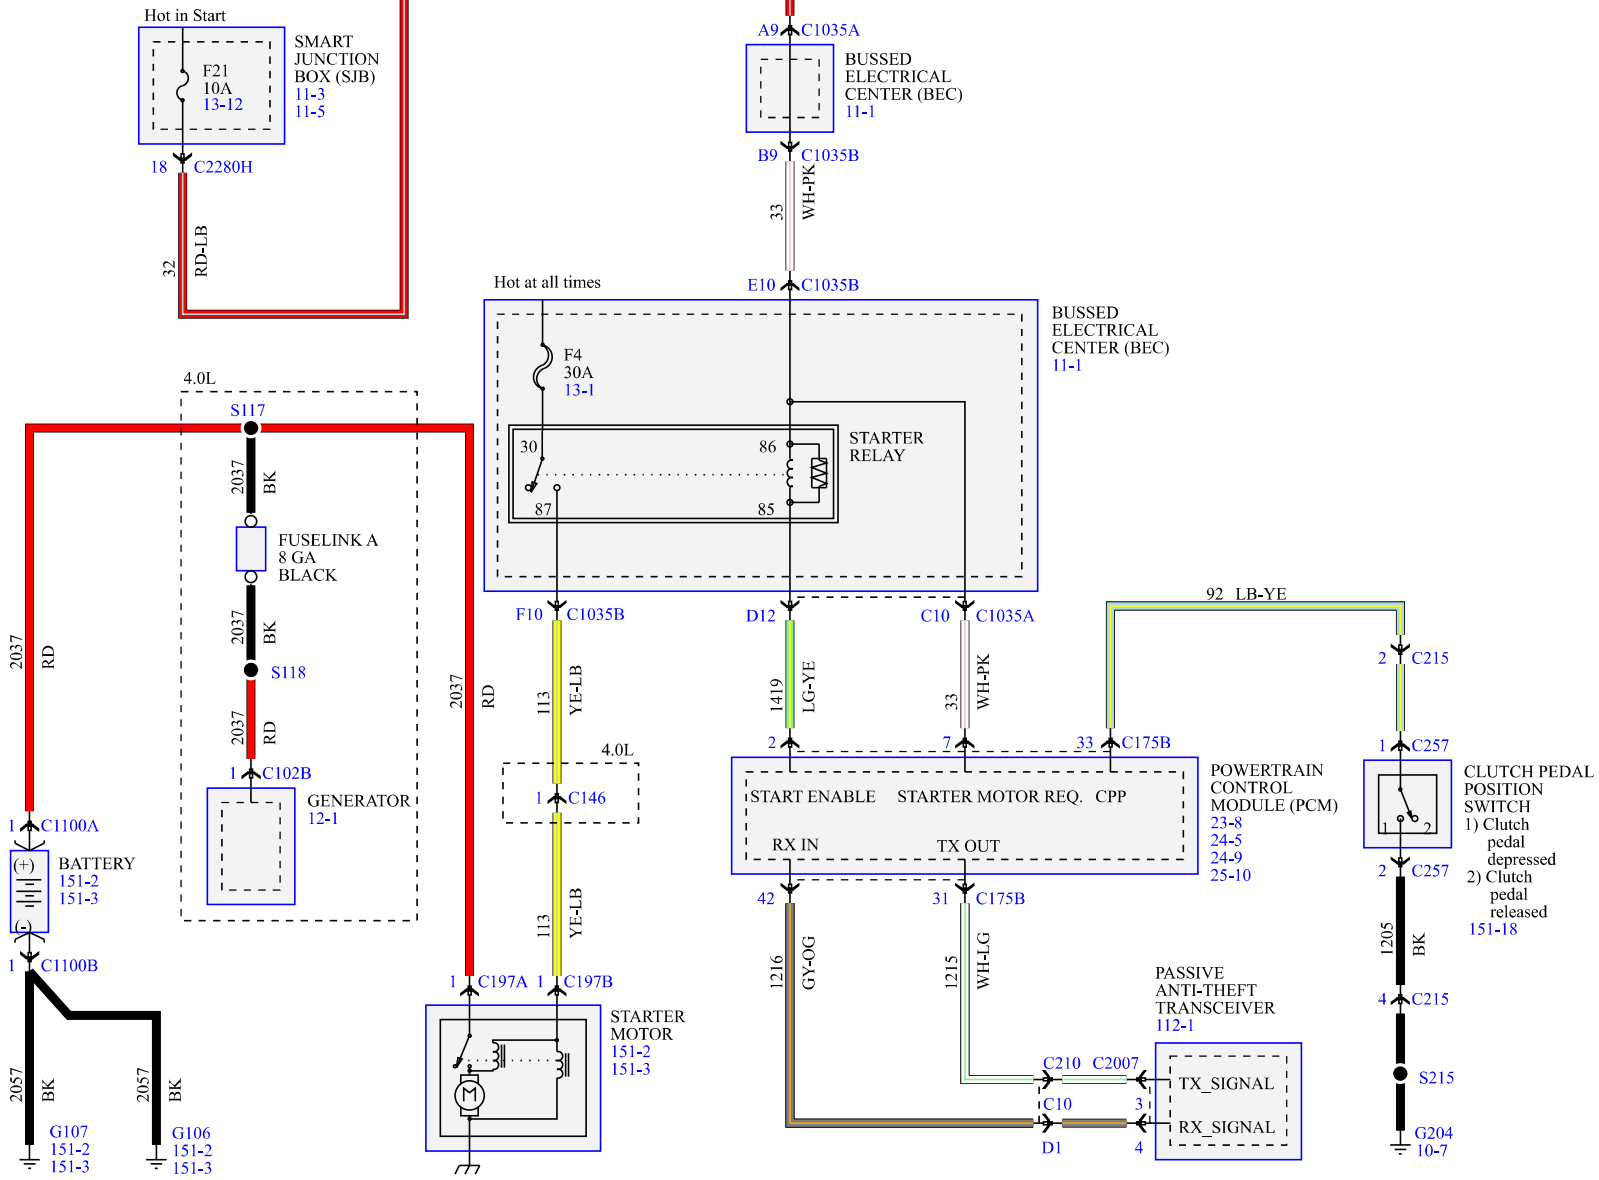 Hot in Start
SMART
JUNCTION
BOX (SJB)
11-3
11-5
F21
10A
13-12
18
C2280H
32
RD-LB
A9
C1035A
BUSSED
ELECTRICAL
CENTER (BEC)
11-1
B9
C1035B
33
WH-PK
E10
C1035B
Hot at all times
BUSSED
ELECTRICAL
CENTER (BEC)
11-1
F4
30A
13-1
STARTER
RELAY
30
86
87
85
F10
C1035B
D12
C10
C1035A
4.0L
S117
2037
BK
FUSELINK A
8 GA
BLACK
2037
BK
S118
2037
RD
1
C102B
GENERATOR
12-1
2037
RD
2037
RD
113
YE-LB
4.0L
1
C146
113
YE-LB
1419
LG-YE
33
WH-PK
92 LB-YE
2
C215
1
C257
CLUTCH PEDAL
POSITION
SWITCH
1) Clutch
pedal
depressed
2) Clutch
pedal
released
151-18
1
2
2
C257
1205
BK
4
C215
S215
G204
10-7
2
7
33
C175B
START ENABLE
STARTER MOTOR REQ.
CPP
RX IN
TX OUT
POWERTRAIN
CONTROL
MODULE (PCM)
23-8
24-5
24-9
25-10
42
31
C175B
1216
GY-OG
1215
WH-LG
PASSIVE
ANTI-THEFT
TRANSCEIVER
112-1
C210
C2007
TX_SIGNAL
C10
3
RX_SIGNAL
D1
4
1
C1100A
(+)
BATTERY
151-2
151-3
(-)
1
C1100B
2057
BK
2057
BK
G107
151-2
151-3
G106
151-2
151-3
1
C197A
1
C197B
STARTER
MOTOR
151-2
151-3
M